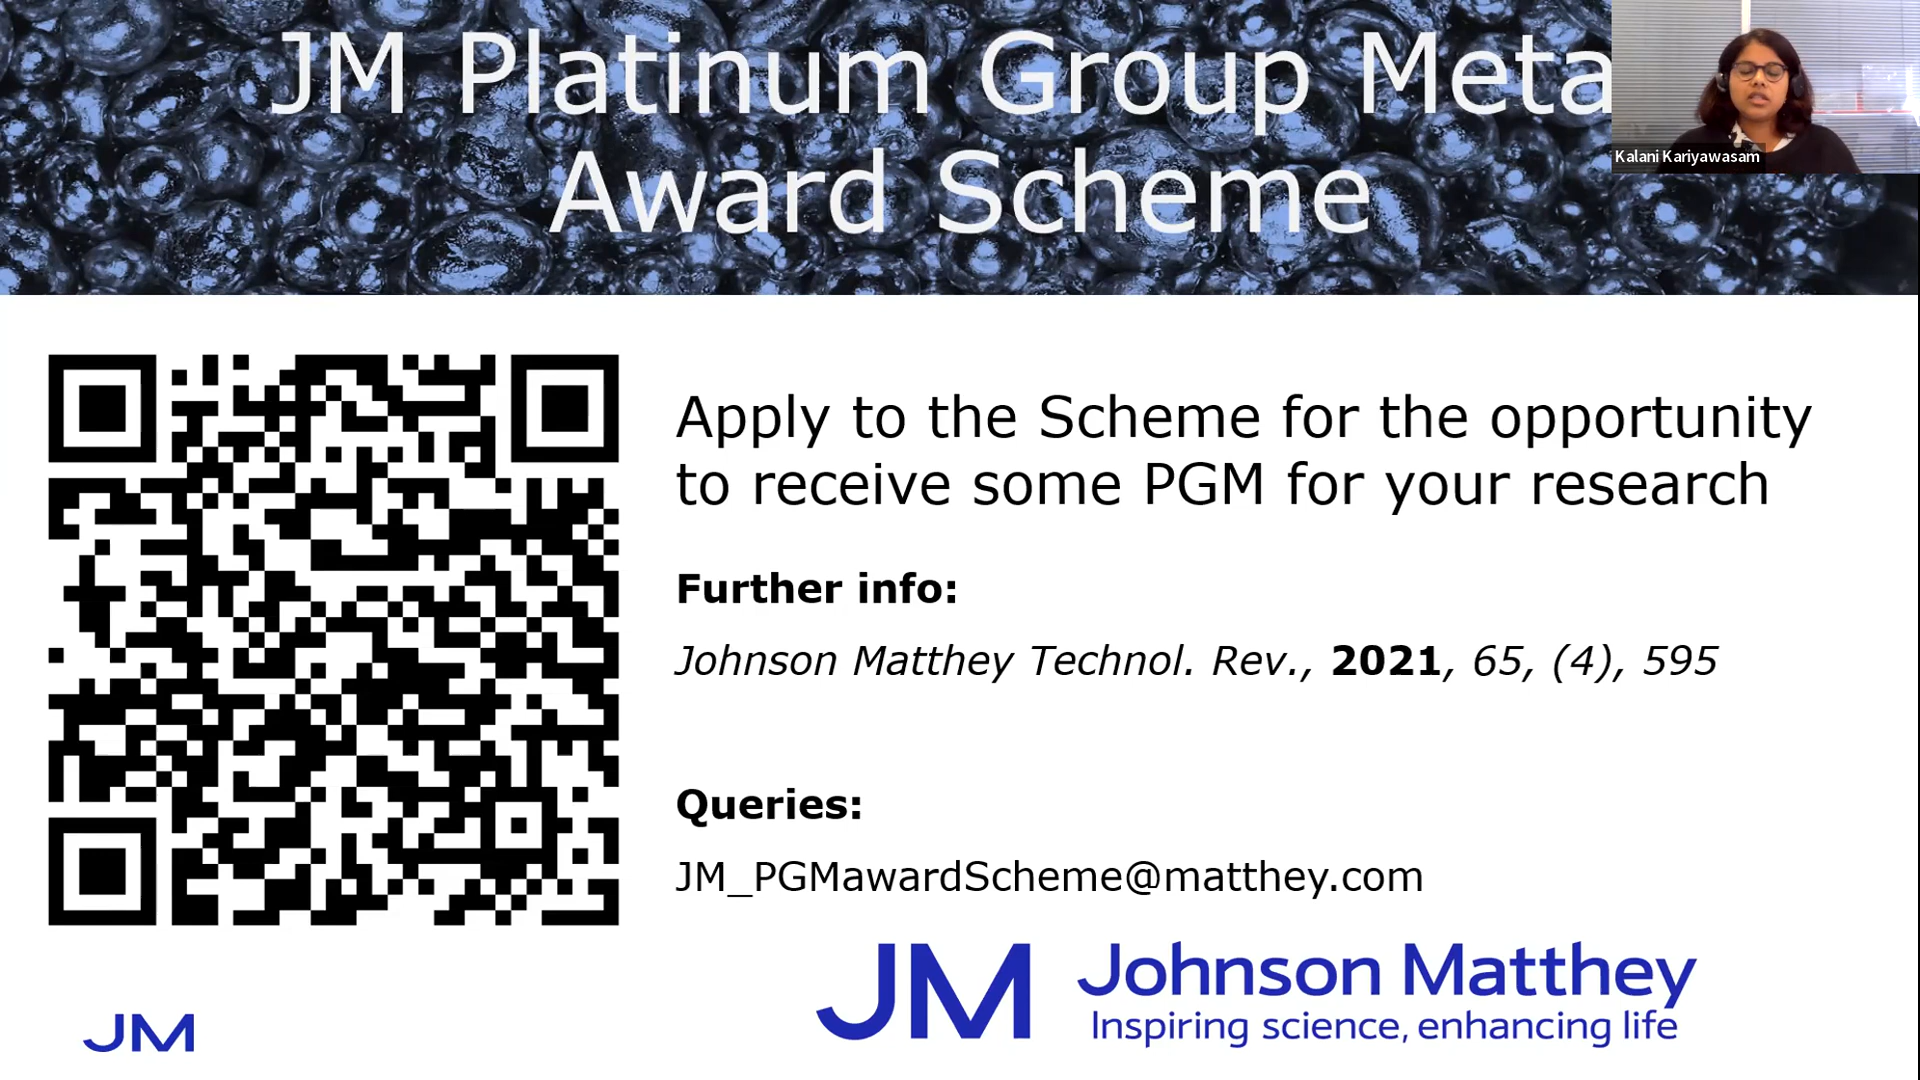 JM Platinum Group Meta
Award Scheme
Kalani Kariyawasam
Apply to the Scheme for the opportunity
to receive some PGM for your research
Further info:
Johnson Matthey Technol. Rev., 2021, 65, (4), 595
Queries:
JM_PGMawardScheme@matthey.com
JM Johnson Matthey
Inspiring science, enhancing life
JM